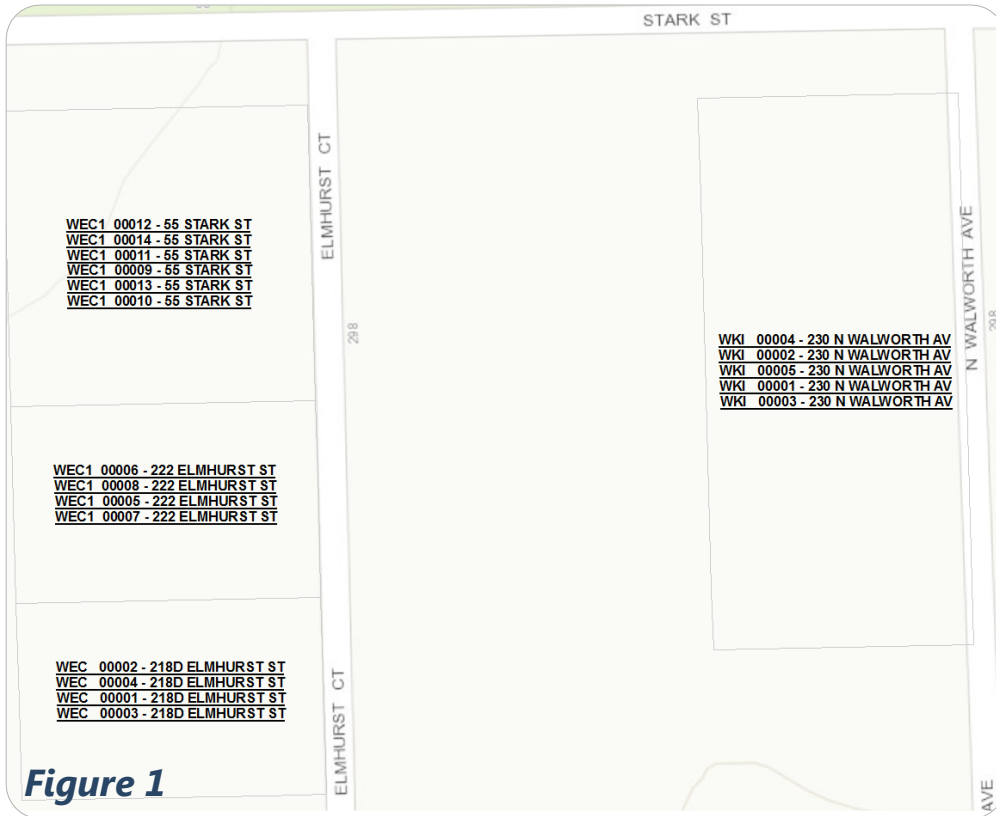 STARK ST
ELMHURST CT
N WALWORTH AVE
298
WEC1 00012 - 55 STARK ST
WEC1 00014 - 55 STARK ST
WEC1 00011 - 55 STARK ST
WEC1 00009 - 55 STARK ST
WEC1 00013 - 55 STARK ST
WEC1 00010 - 55 STARK ST
298
WKI 00004 - 230 N WALWORTH AV
WKI 00002 - 230 N WALWORTH AV
WKI 00005 - 230 N WALWORTH AV
WKI 00001 - 230 N WALWORTH AV
WKI 00003 - 230 N WALWORTH AV
WEC1 00006 - 222 ELMHURST ST
WEC1 00008 - 222 ELMHURST ST
WEC1 00005 - 222 ELMHURST ST
WEC1 00007 - 222 ELMHURST ST
WEC 00002 - 218D ELMHURST ST
WEC 00004 - 218D ELMHURST ST
WEC 00001 - 218D ELMHURST ST
WEC 00003 - 218D ELMHURST ST
ELMHURST CT
AVE
Figure 1